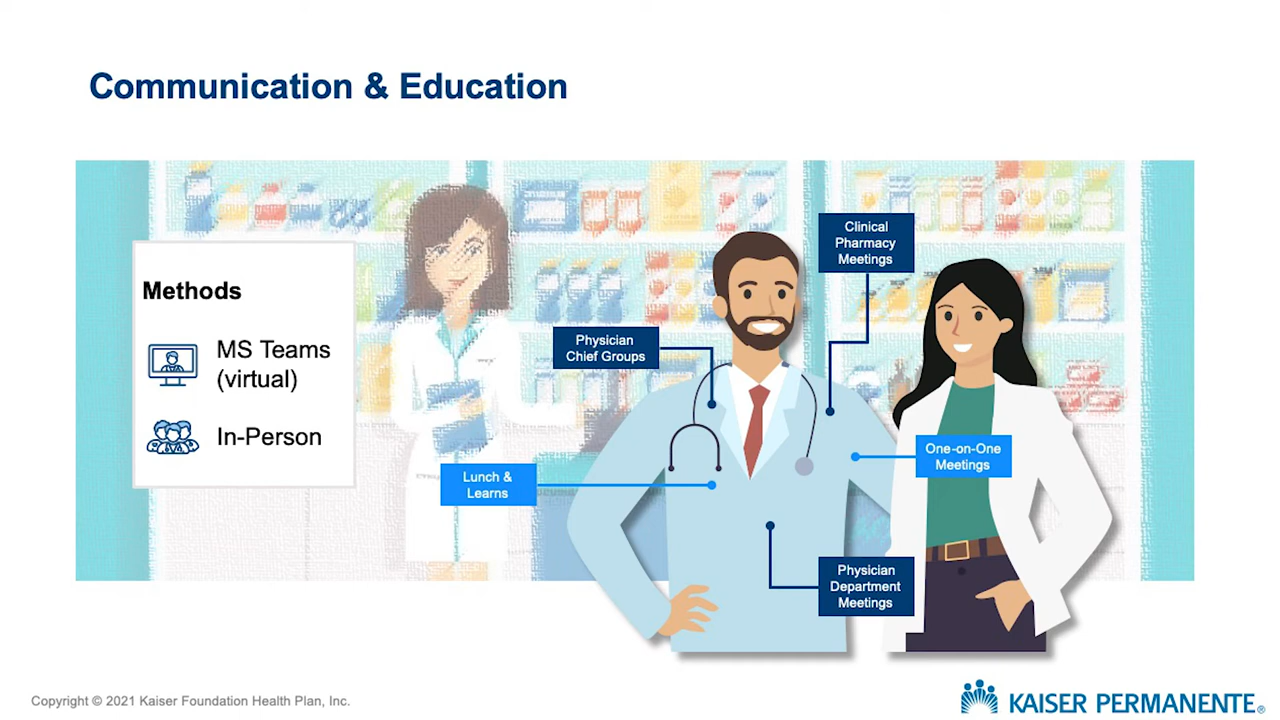 Communication & Education
Methods
MS Teams
(virtual)
In-Person
Clinical
Pharmacy
Meetings
Physician
Chief Groups
One-on-One
Meetings
Lunch &
Learns
Physician
Department
Meetings
Copyright © 2021 Kaiser Foundation Health Plan, Inc.
KAISER PERMANENTE®